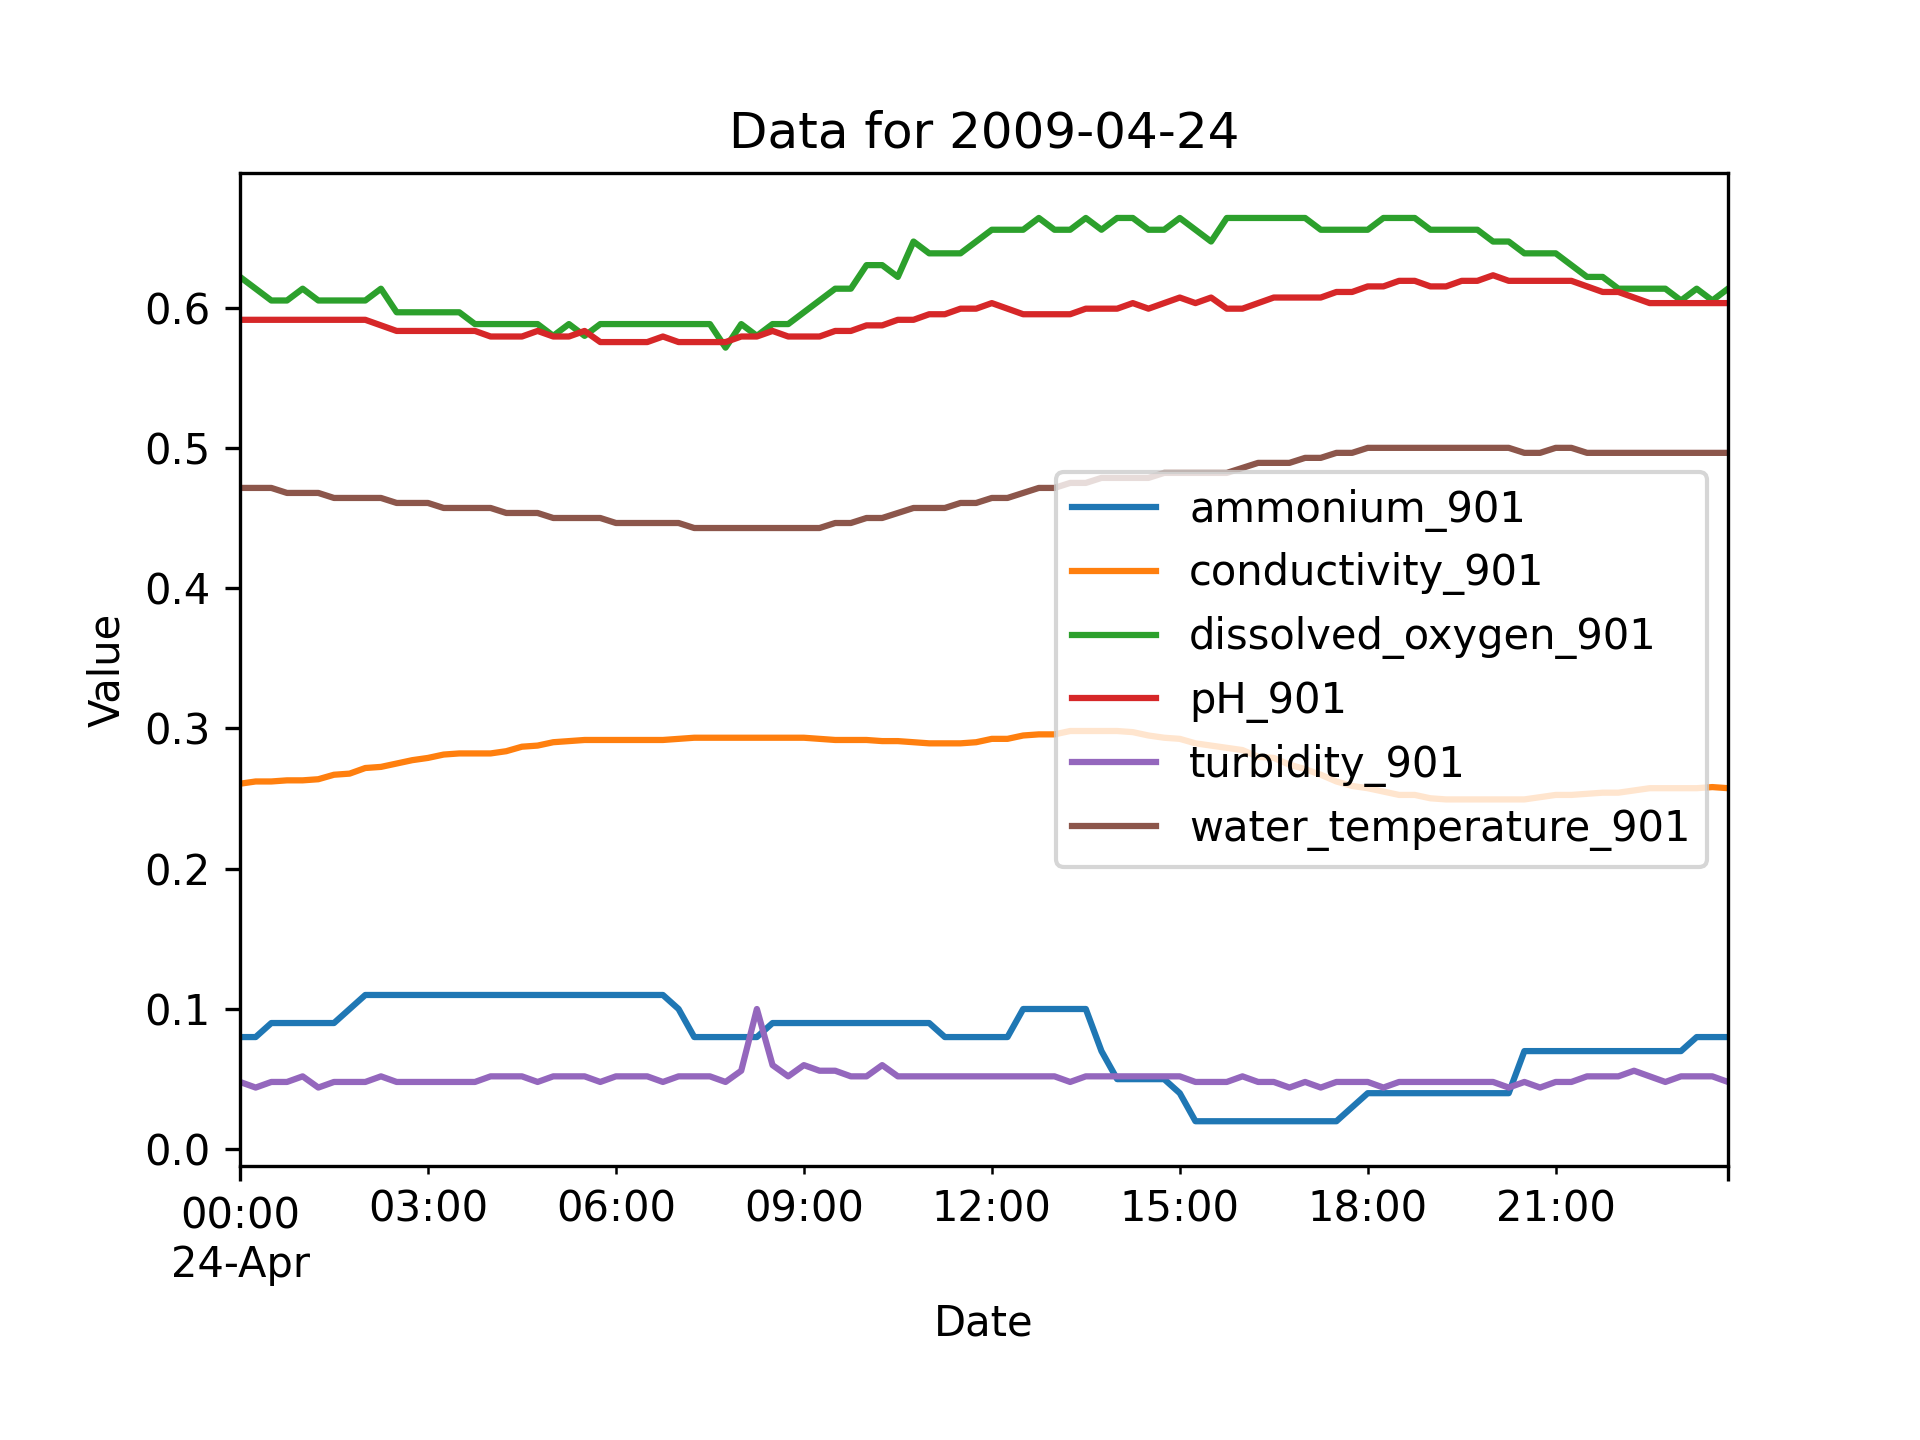 Data for 2009-04-24
Value
0.6
0.5
0.4
0.3
0.2
0.1
0.0
ammonium_901
conductivity_901
dissolved_oxygen_901
pH_901
turbidity_901
water_temperature_901
00:00 03:00 06:00 09:00 12:00 15:00 18:00 21:00
24-Apr
Date